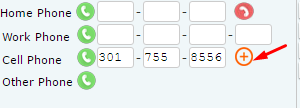 Home Phone - -
Work Phone - - -
Cell Phone 301 - 755 - 8556
Other Phone